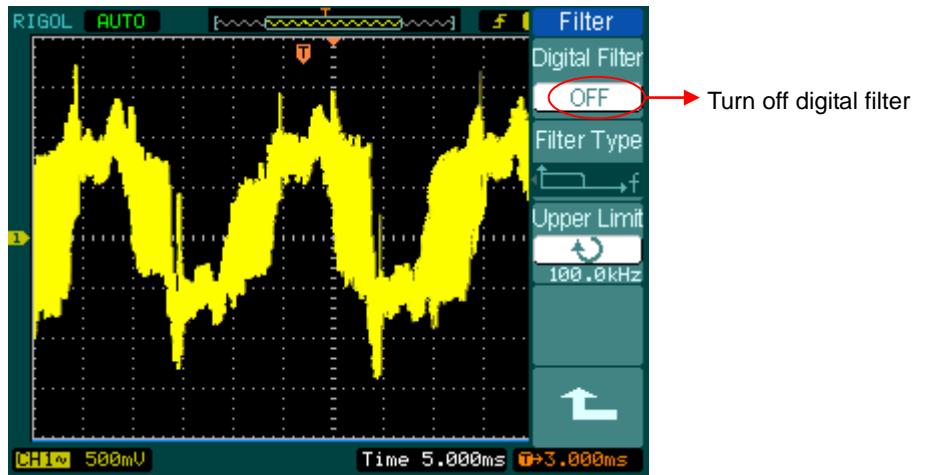 RIGOL AUTO T f
Filter
Digital Filter
OFF
Turn off digital filter
Filter Type
f
Upper Limit
100.0kHz
T
1
CH1~ 500mV Time 5.000ms T→3.000ms